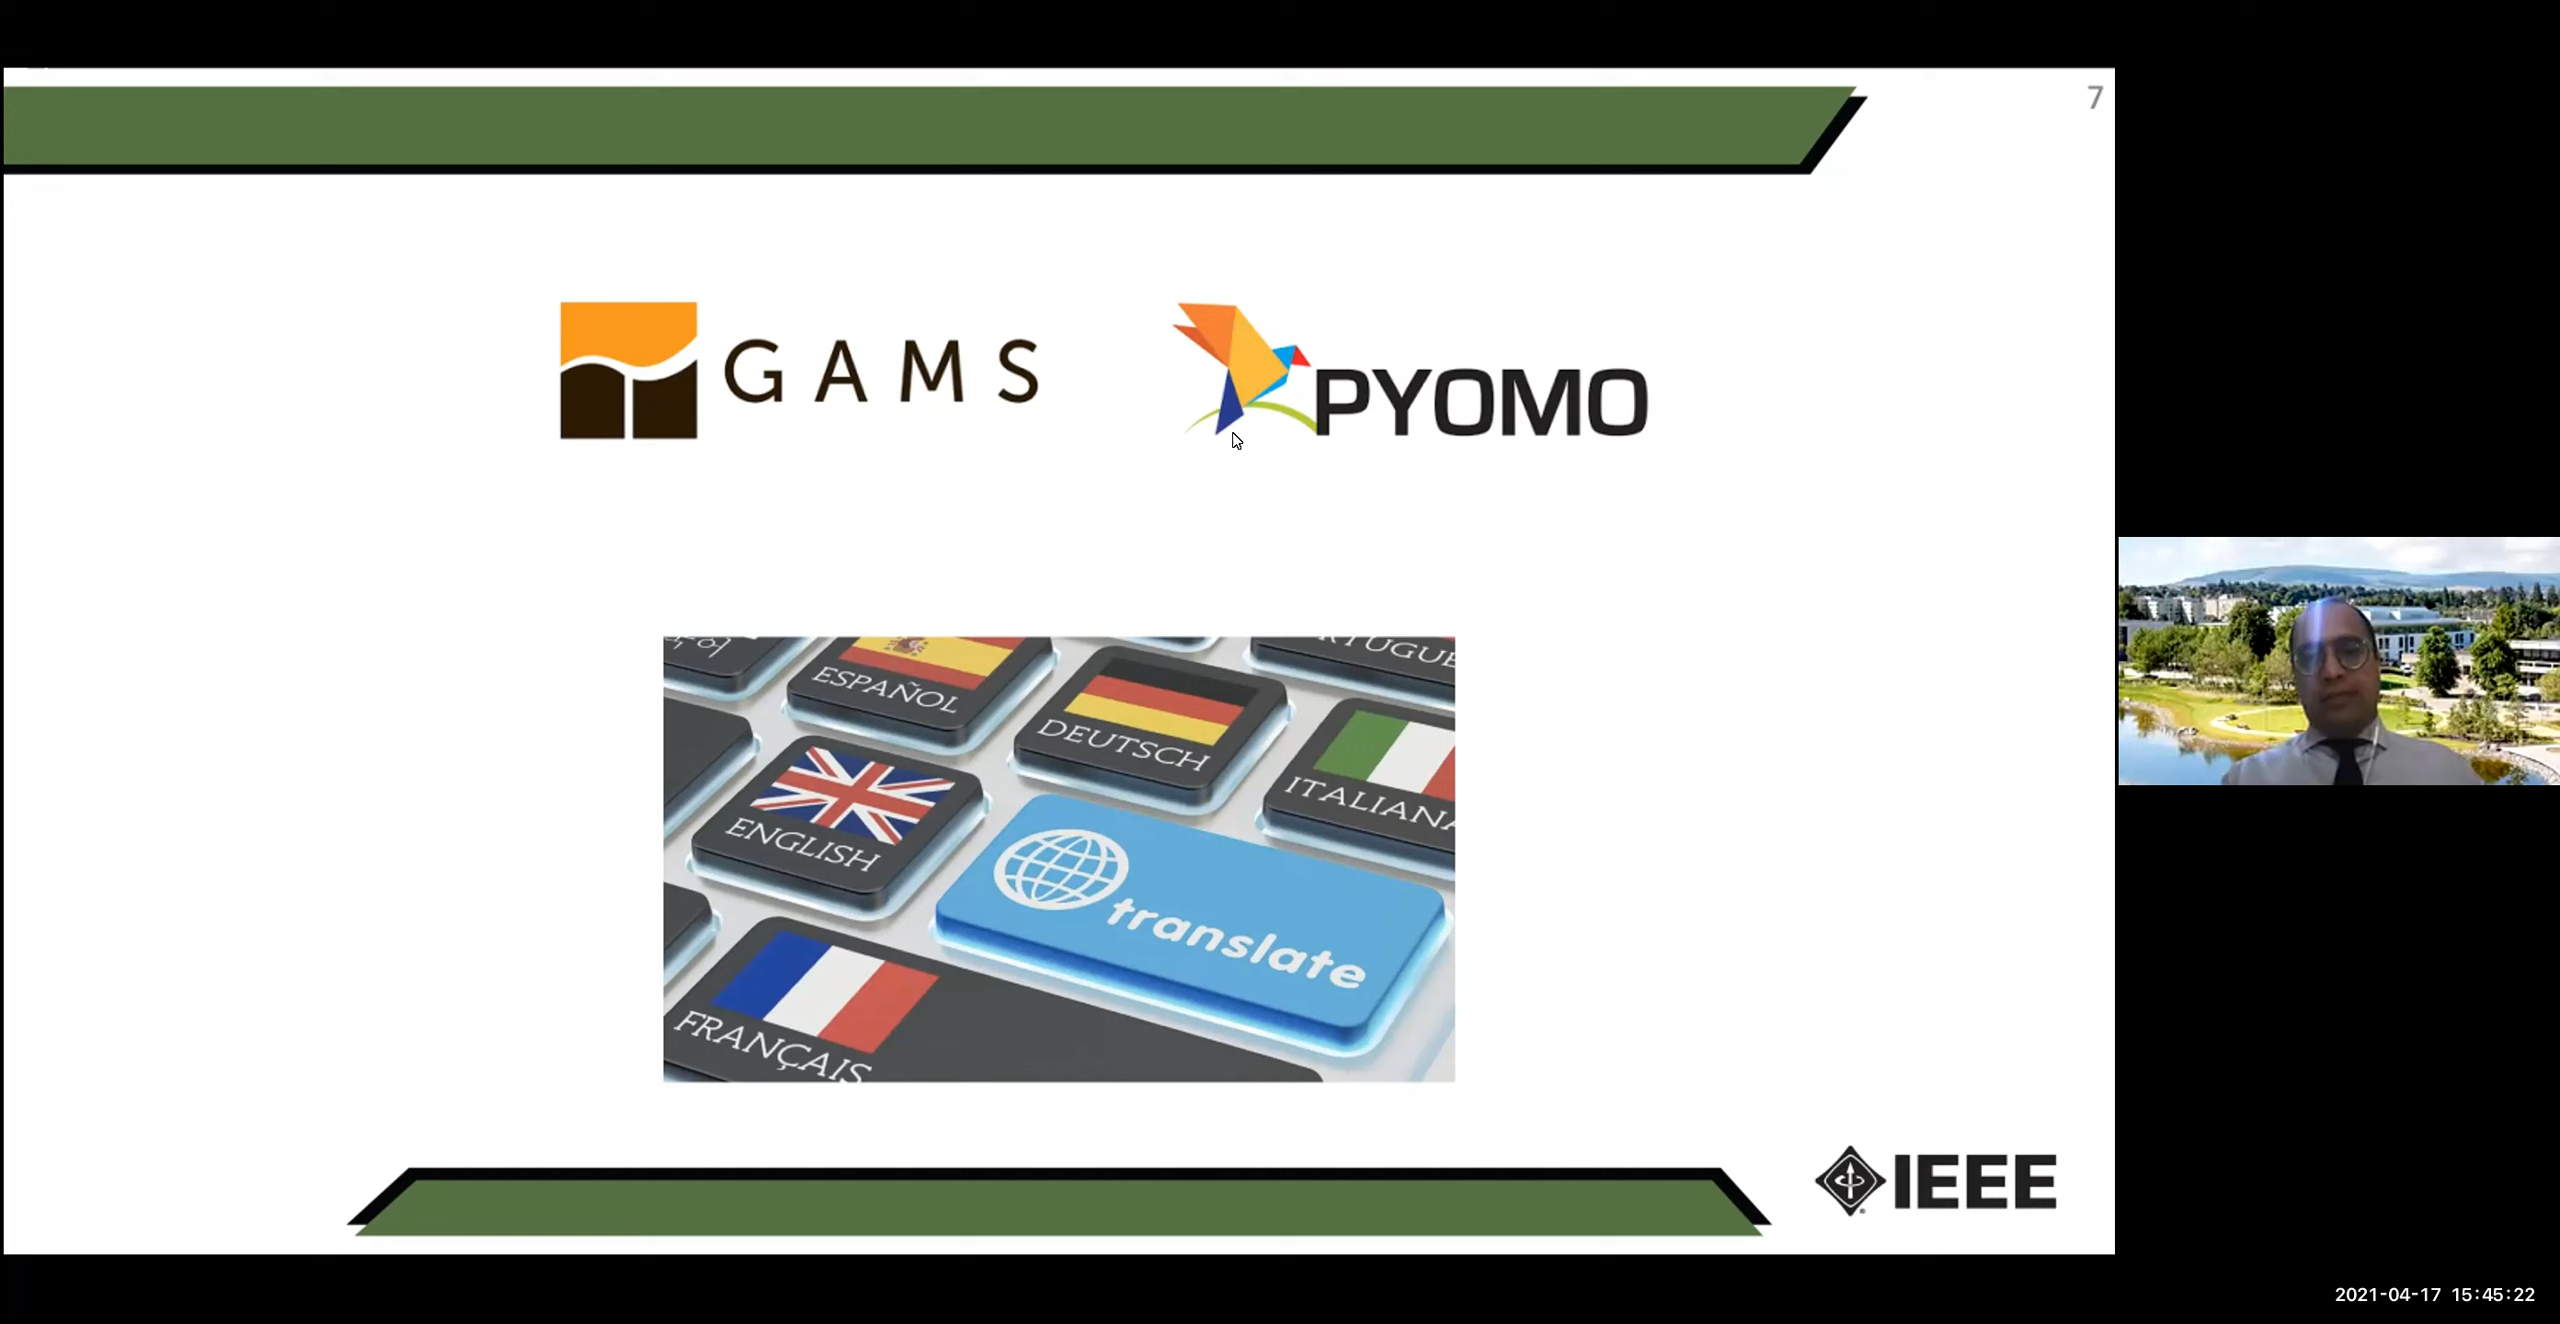 7
GAMS
PYOMO
ESPAÑOL
DEUTSCH
ITALIANA
ENGLISH
translate
FRANÇAIS
IEEE
2021-04-17 15:45:22